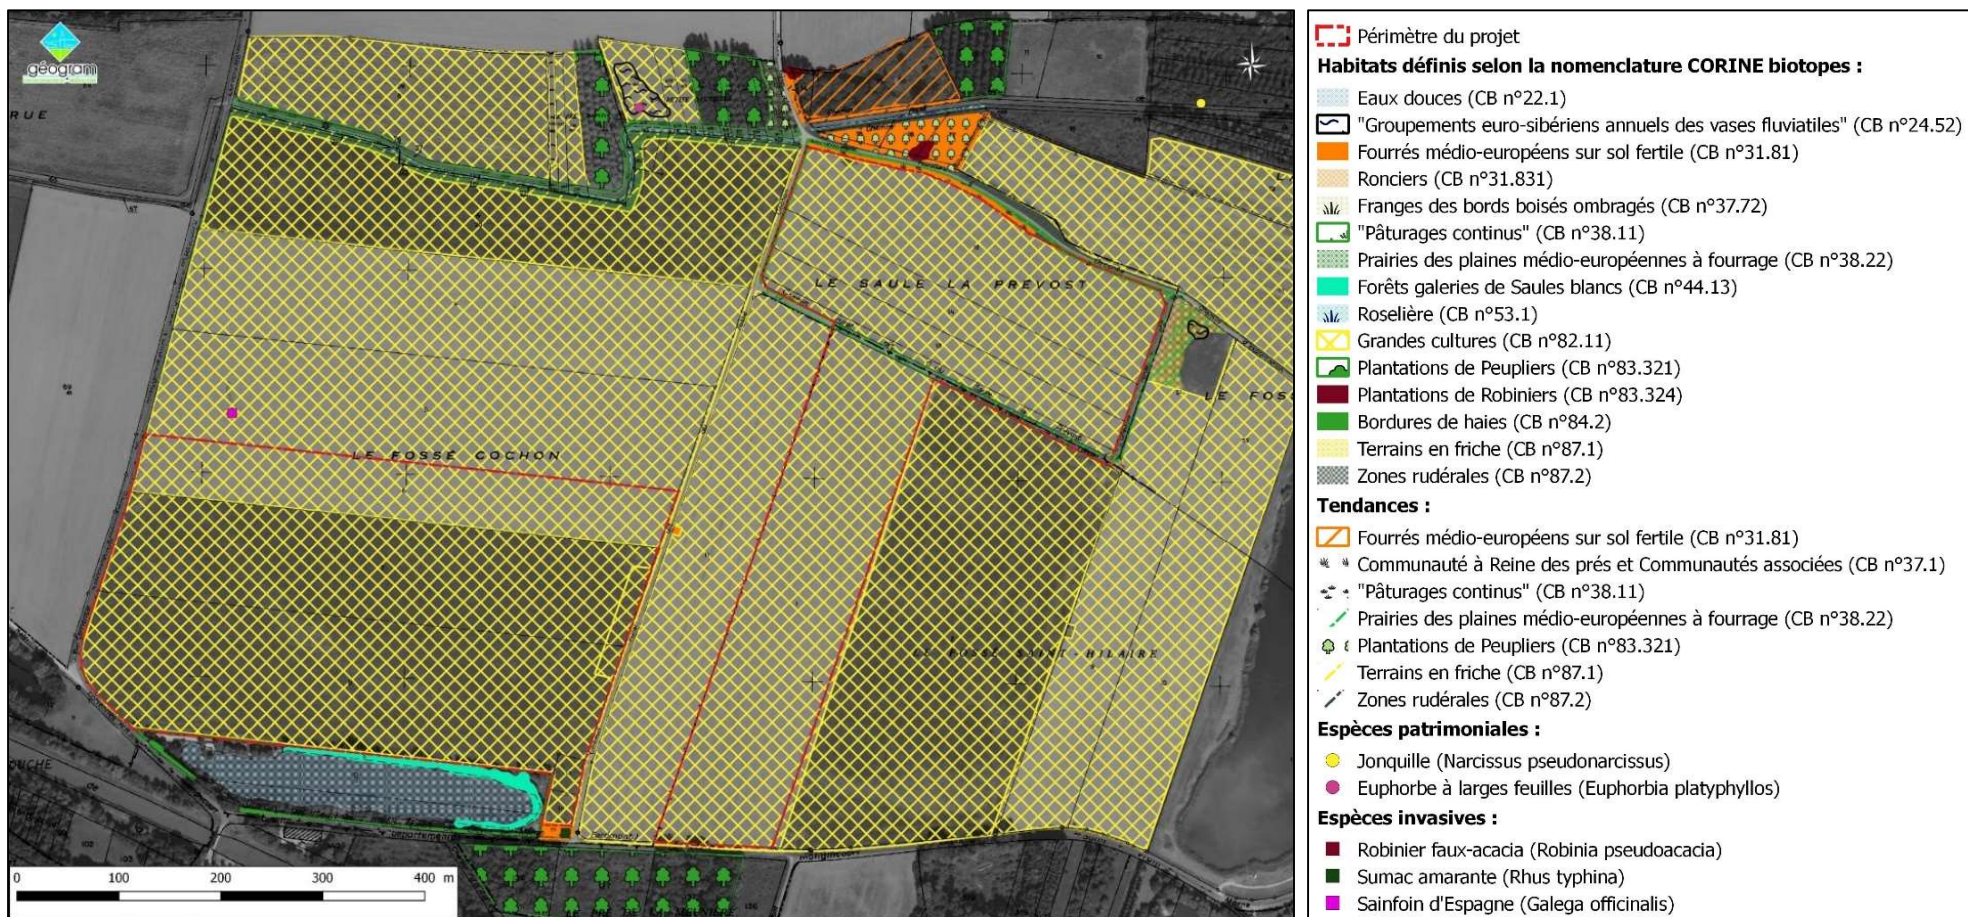 géogram
RUE
LE SAULE LA PRÉVOST
LE FOSSÉ COCHON
LE FOSS
LE FOSSÉ SAINT-HILAIRE
0 100 200 300 400 m
Périmètre du projet
Habitats définis selon la nomenclature CORINE biotopes :
Eaux douces (CB n°22.1)
"Groupements euro-sibériens annuels des vases fluviatiles" (CB n°24.52)
Fourrés médio-européens sur sol fertile (CB n°31.81)
Ronciers (CB n°31.831)
Franges des bords boisés ombragés (CB n°37.72)
"Pâturages continus" (CB n°38.11)
Prairies des plaines médio-européennes à fourrage (CB n°38.22)
Forêts galeries de Saules blancs (CB n°44.13)
Roselière (CB n°53.1)
Grandes cultures (CB n°82.11)
Plantations de Peupliers (CB n°83.321)
Plantations de Robiniers (CB n°83.324)
Bordures de haies (CB n°84.2)
Terrains en friche (CB n°87.1)
Zones rudérales (CB n°87.2)
Tendances :
Fourrés médio-européens sur sol fertile (CB n°31.81)
Communauté à Reine des prés et Communautés associées (CB n°37.1)
"Pâturages continus" (CB n°38.11)
Prairies des plaines médio-européennes à fourrage (CB n°38.22)
Plantations de Peupliers (CB n°83.321)
Terrains en friche (CB n°87.1)
Zones rudérales (CB n°87.2)
Espèces patrimoniales :
Jonquille (Narcissus pseudonarcissus)
Euphorbe à larges feuilles (Euphorbia platyphyllos)
Espèces invasives :
Robinier faux-acacia (Robinia pseudoacacia)
Sumac amarante (Rhus typhina)
Sainfoin d'Espagne (Galega officinalis)